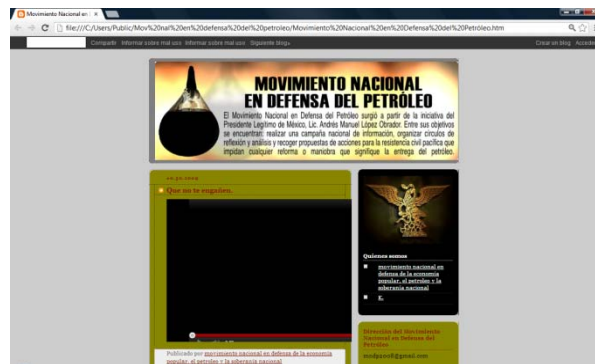 Movimiento Nacional en
file:///C:/Users/Public/Mov%20nal%20en%20defensa%20del%20petroleo/Movimiento%20Nacional%20en%20Defensa%20del%20Petróleo.htm
Compartir Informar sobre mal uso Informar sobre mal uso Siguiente blog»
Crear un blog Accede
MOVIMIENTO NACIONAL
EN DEFENSA DEL PETRÓLEO
El Movimiento Nacional en Defensa del Petróleo surgió a partir de la iniciativa del
Presidente Legítimo de México, Lic. Andrés Manuel López Obrador. Entre sus objetivos
se encuentran: realizar una campaña nacional de información, organizar círculos de
reflexión y análisis y recoger propuestas de acciones para la resistencia civil pacífica que
impidan cualquier reforma o maniobra que signifique la entrega del petróleo.
Que no te engañen.
Quienes somos
movimiento nacional en
defensa de la economía
popular, el petróleo y la
soberanía nacional
E.
Publicado por movimiento nacional en defensa de la economía
popular, el petroleo y la soberanía nacional
Dirección del Movimiento
Nacional en Defensa del
Petróleo